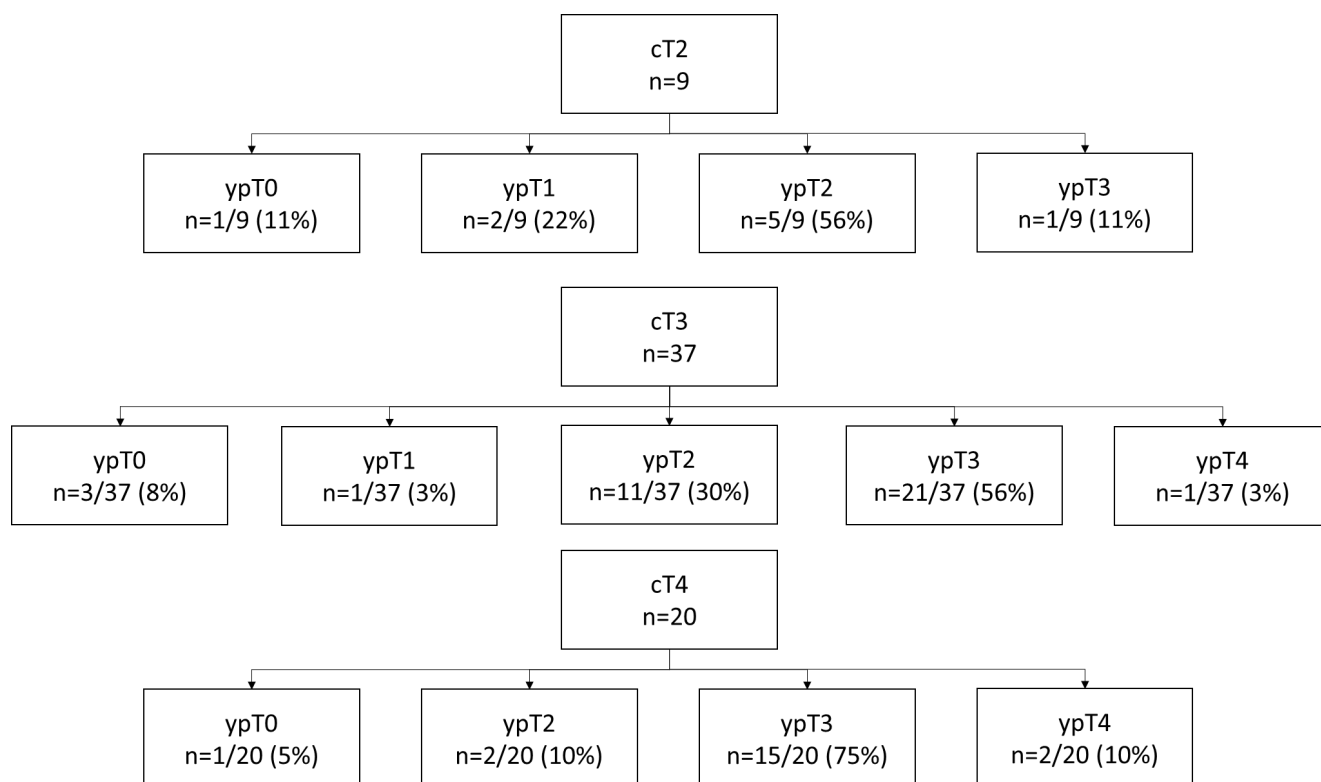 cT2
n=9
ypT0
n=1/9 (11%)
ypT1
n=2/9 (22%)
ypT2
n=5/9 (56%)
ypT3
n=1/9 (11%)
cT3
n=37
ypT0
n=3/37 (8%)
ypT1
n=1/37 (3%)
ypT2
n=11/37 (30%)
ypT3
n=21/37 (56%)
ypT4
n=1/37 (3%)
cT4
n=20
ypT0
n=1/20 (5%)
ypT2
n=2/20 (10%)
ypT3
n=15/20 (75%)
ypT4
n=2/20 (10%)